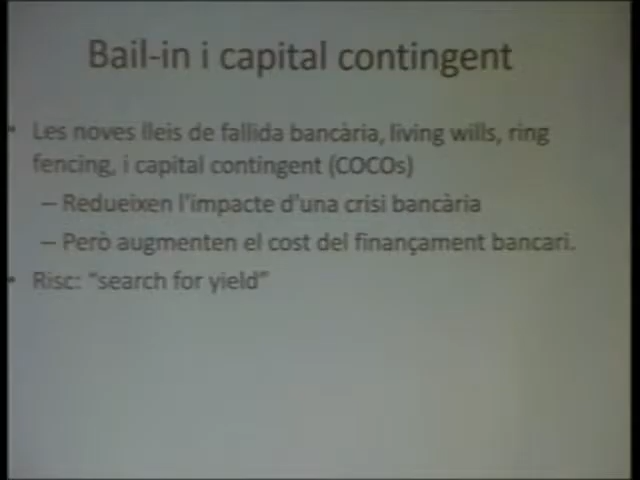 Bail-in i capital contingent
• Les noves lleis de fallida bancària, living wills, ring
fencing, i capital contingent (COCOs)
– Redueixen l'impacte d'una crisi bancària
– Però augmenten el cost del finançament bancari.
• Risc: “search for yield”